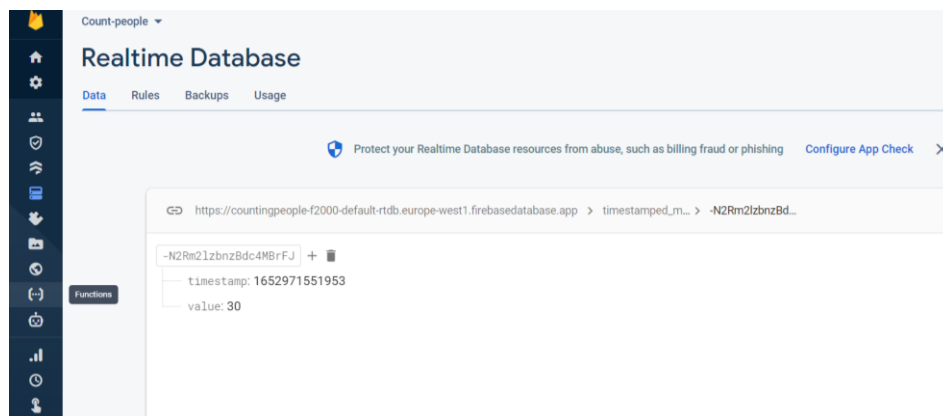 Count-people
Realtime Database
Data Rules Backups Usage
Protect your Realtime Database resources from abuse, such as billing fraud or phishing Configure App Check
https://countingpeople-f2000-default-rtdb.europe-west1.firebasedatabase.app > timestamped_m... > -N2Rm2lzbnzBd...
-N2Rm2lzbnzBdc4MBrFJ
timestamp: 1652971551953
value: 30
Functions